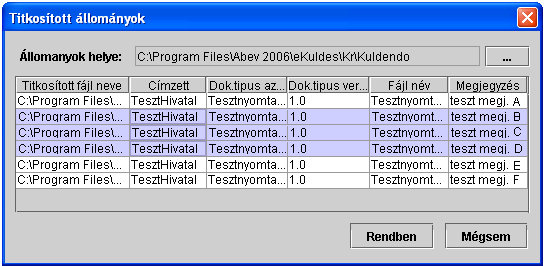 Titkosított állományok
Állomanyok helye: C:\Program Files\Abev 2006\eKuldes\Kr\Kuldendo ...
Titkosított fájl neve Címzett Dok.tipus az... Dok.tipus ver... Fájl név Megjegyzés
C:\Program Files\... TesztHivatal Tesztnyomta... 1.0 Tesztnyomt... teszt megj. A
C:\Program Files\... TesztHivatal Tesztnyomta... 1.0 Tesztnyomt... teszt megj. B
C:\Program Files\... TesztHivatal Tesztnyomta... 1.0 Tesztnyomt... teszt megj. C
C:\Program Files\... TesztHivatal Tesztnyomta... 1.0 Tesztnyomt... teszt megj. D
C:\Program Files\... TesztHivatal Tesztnyomta... 1.0 Tesztnyomt... teszt megj. E
C:\Program Files\... TesztHivatal Tesztnyomta... 1.0 Tesztnyomt... teszt megj. F
Rendben Mégsem